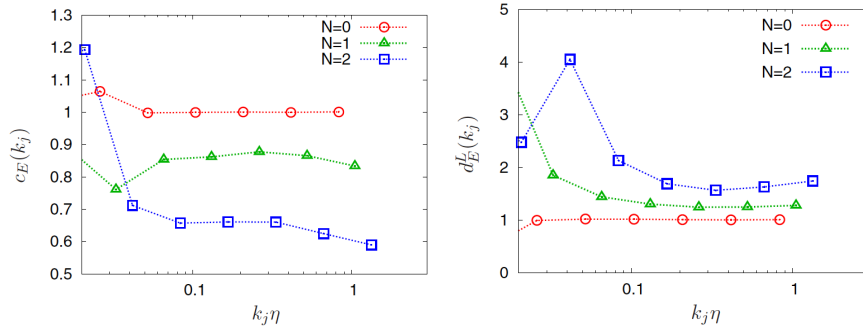 1.3
1.2
1.1
1
0.9
0.8
0.7
0.6
0.5
c_E(k_j)
N=0
N=1
N=2
0.1
1
k_jη
5
4
3
2
1
0
d_E^L(k_j)
N=0
N=1
N=2
0.1
1
k_jη